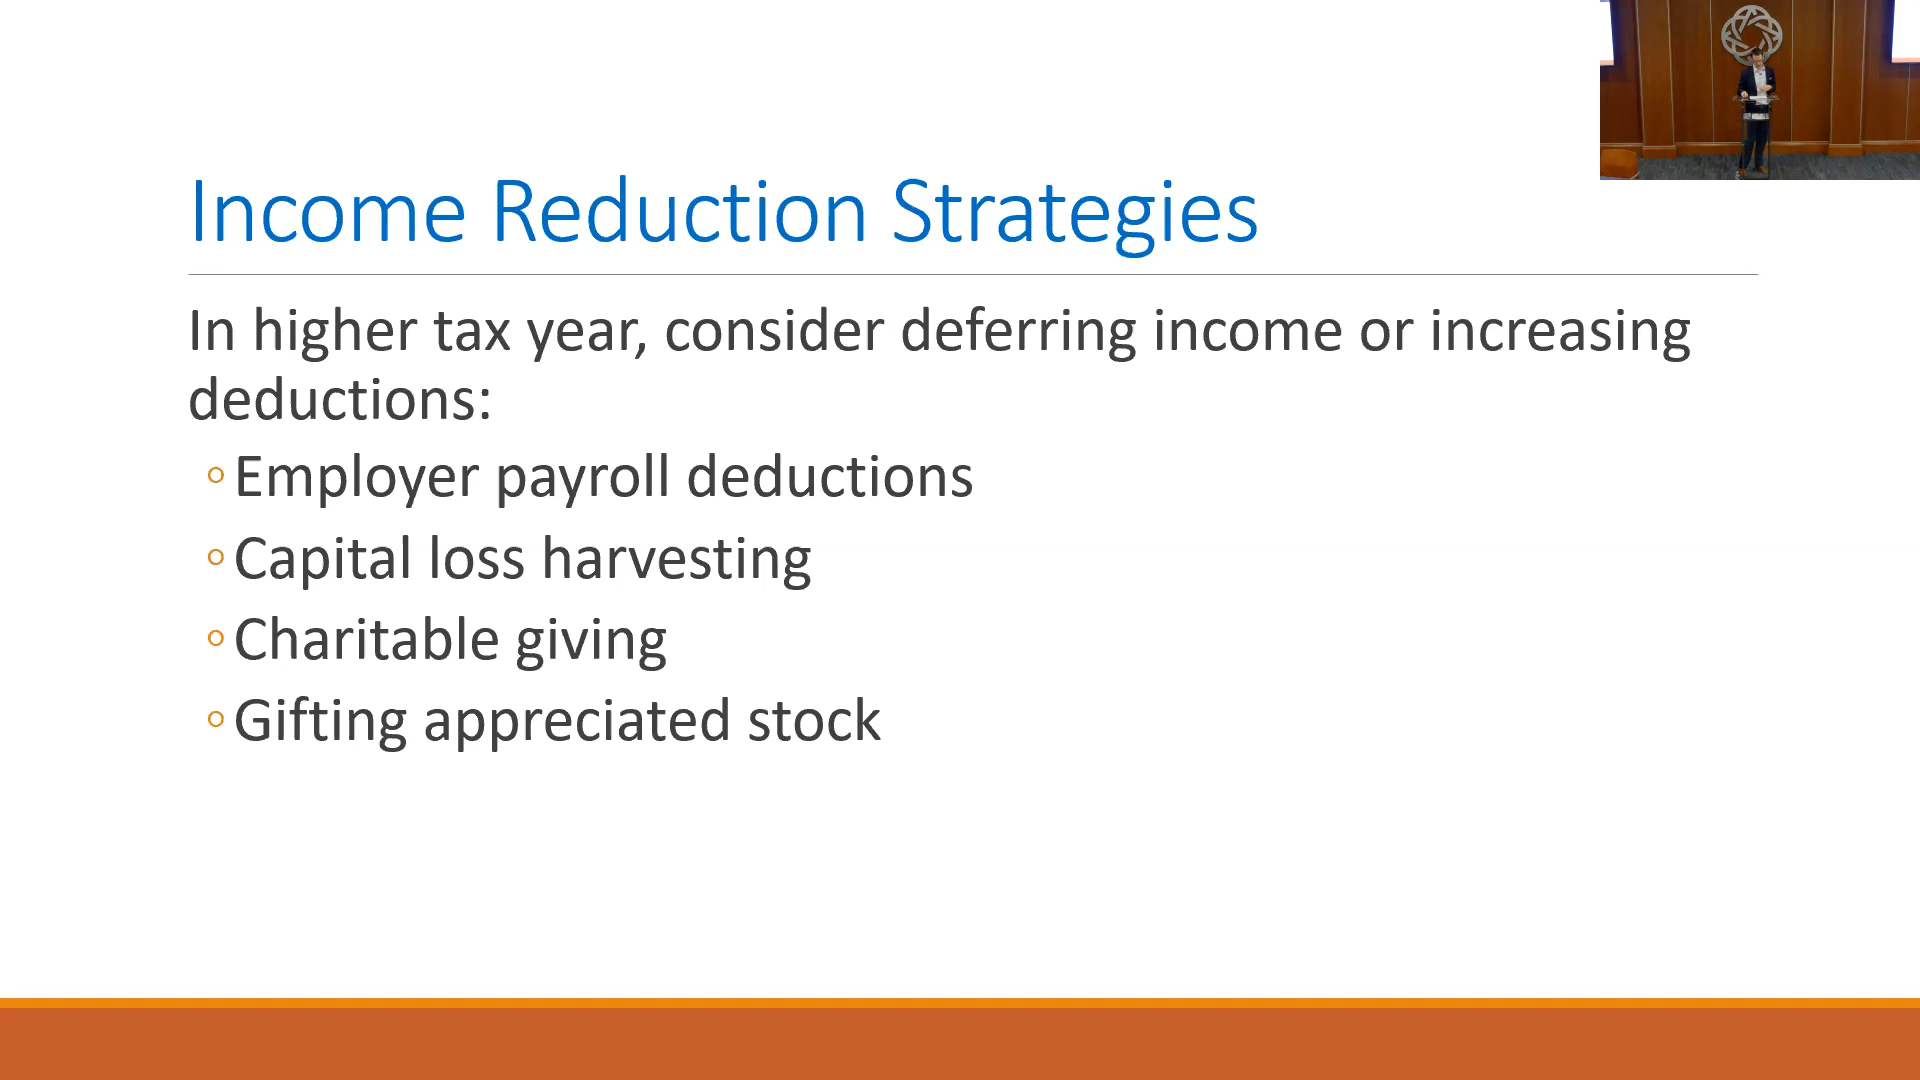 Income Reduction Strategies
In higher tax year, consider deferring income or increasing
deductions:
◦Employer payroll deductions
◦Capital loss harvesting
◦Charitable giving
◦Gifting appreciated stock